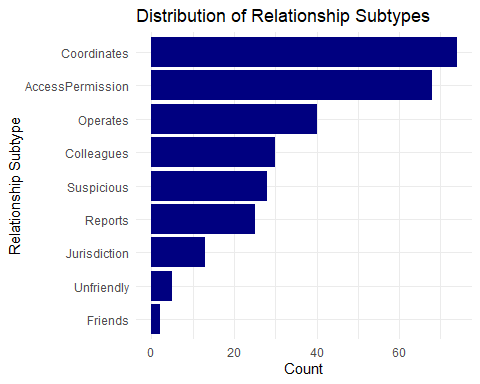 Distribution of Relationship Subtypes
Relationship Subtype
Coordinates
AccessPermission
Operates
Colleagues
Suspicious
Reports
Jurisdiction
Unfriendly
Friends
0 20 40 60
Count